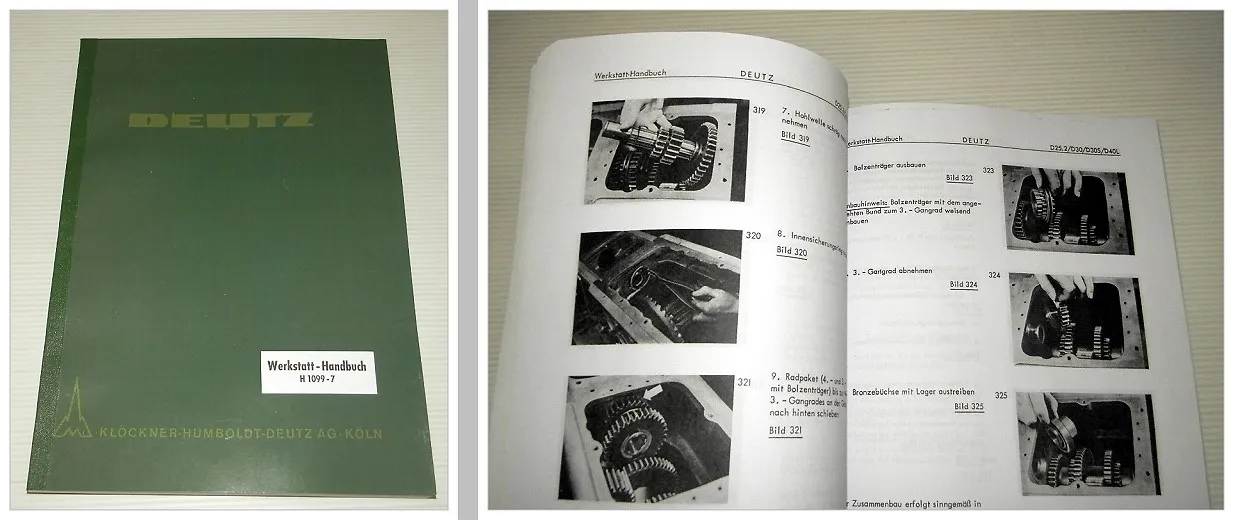 DEUTZ
Werkstatt-Handbuch
H 1099-7
KLÖCKNER-HUMBOLDT-DEUTZ AG·KÖLN
Werkstatt-Handbuch
DEUTZ
319
7. Hohlwelle schräg
nehmen
Bild 319
320
8. Innensicherungsring
Bild 320
321
9. Radpaket (4.- und
mit Bolzenträger) bis zu
3.-Gangrades an der
nach hinten schieben
Bild 321
Werkstatt-Handbuch
DEUTZ
D25.2/D30/D30S/D40L
Bolzenträger ausbauen
323
Bild 323
Bolzenträger mit dem ange-
Bund zum 3.-Gangrad weisend
324
3.-Gangrad abnehmen
Bild 324
Bronzebüchse mit Lager austreiben
325
Bild 325
Zusammenbau erfolgt sinngemäß in